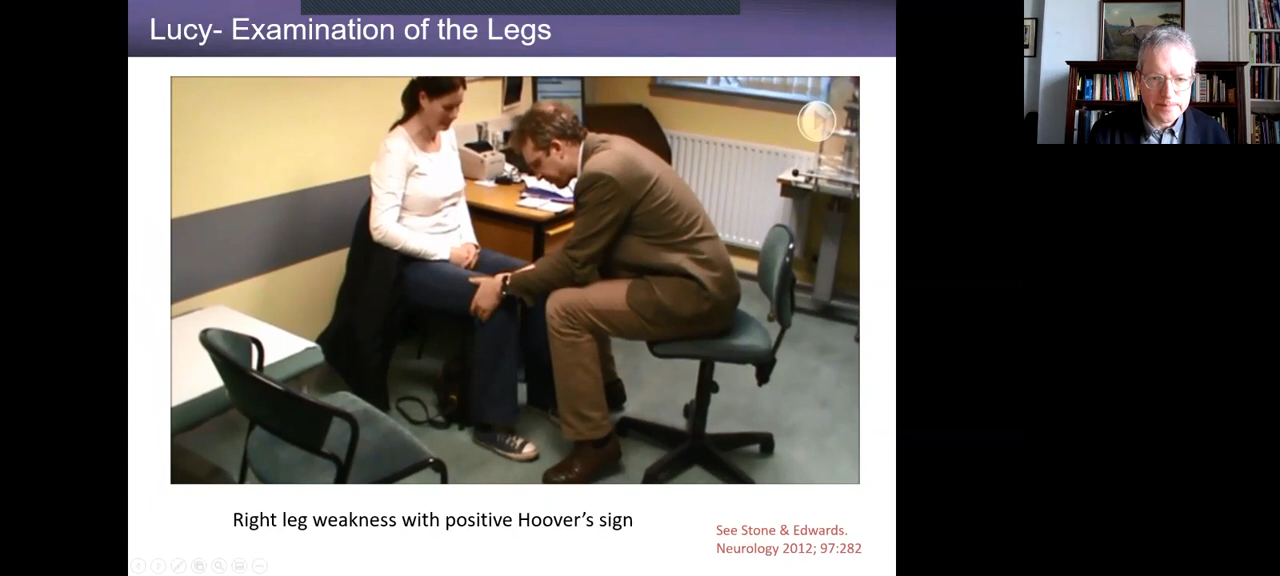 Lucy- Examination of the Legs
Right leg weakness with positive Hoover’s sign
See Stone & Edwards.
Neurology 2012; 97:282